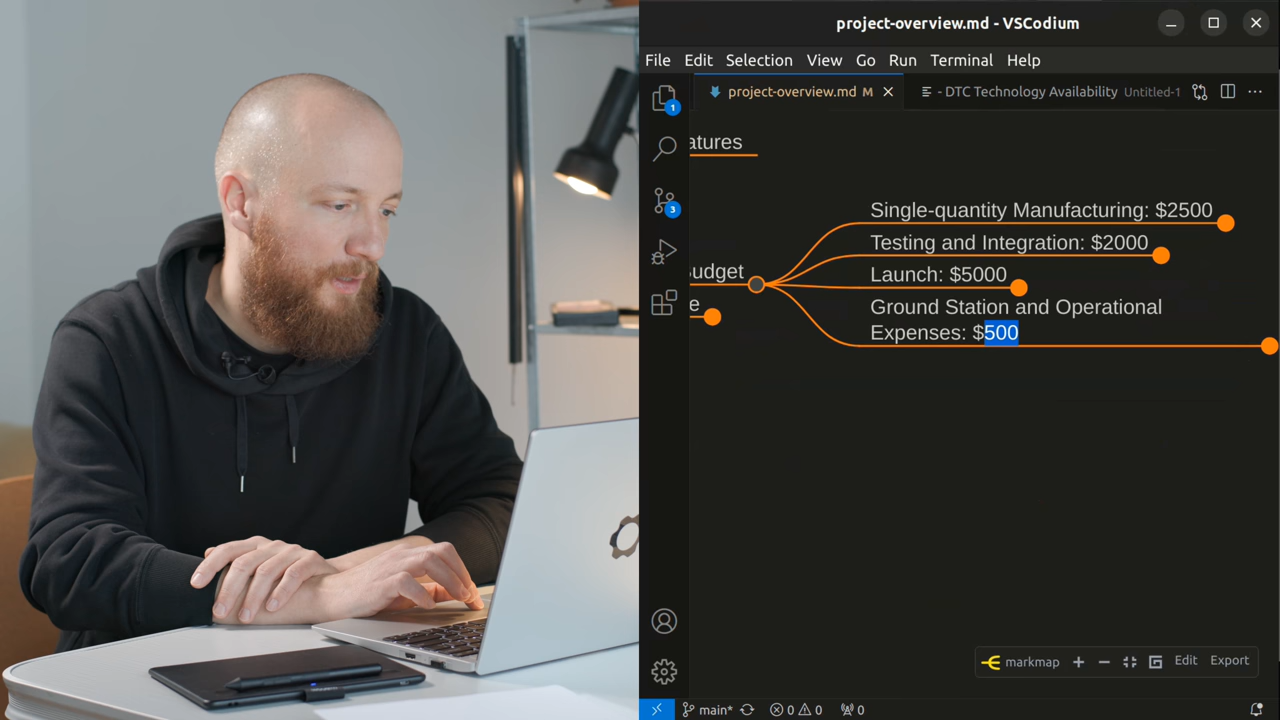 project-overview.md - VSCodium
File Edit Selection View Go Run Terminal Help
1
project-overview.md M
- DTC Technology Availability Untitled-1
atures
3
Single-quantity Manufacturing: $2500
Testing and Integration: $2000
udget
Launch: $5000
e
Ground Station and Operational
Expenses: $500
markmap + − Edit Export
main* 0 0 0